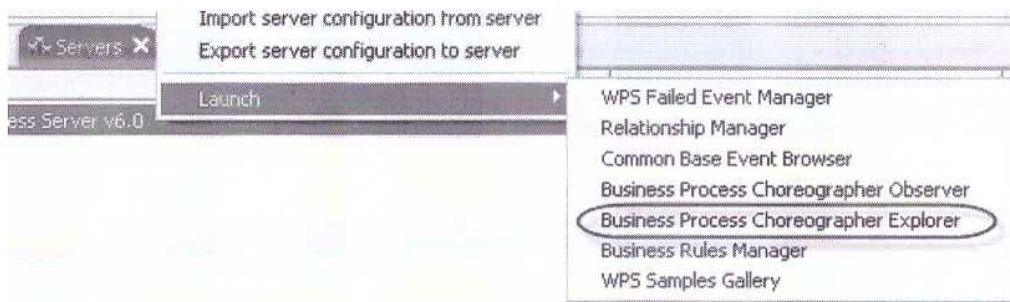 Import server configuration from server
Servers
Export server configuration to server
Launch
ess Server v6.0
WPS Failed Event Manager
Relationship Manager
Common Base Event Browser
Business Process Choreographer Observer
Business Process Choreographer Explorer
Business Rules Manager
WPS Samples Gallery